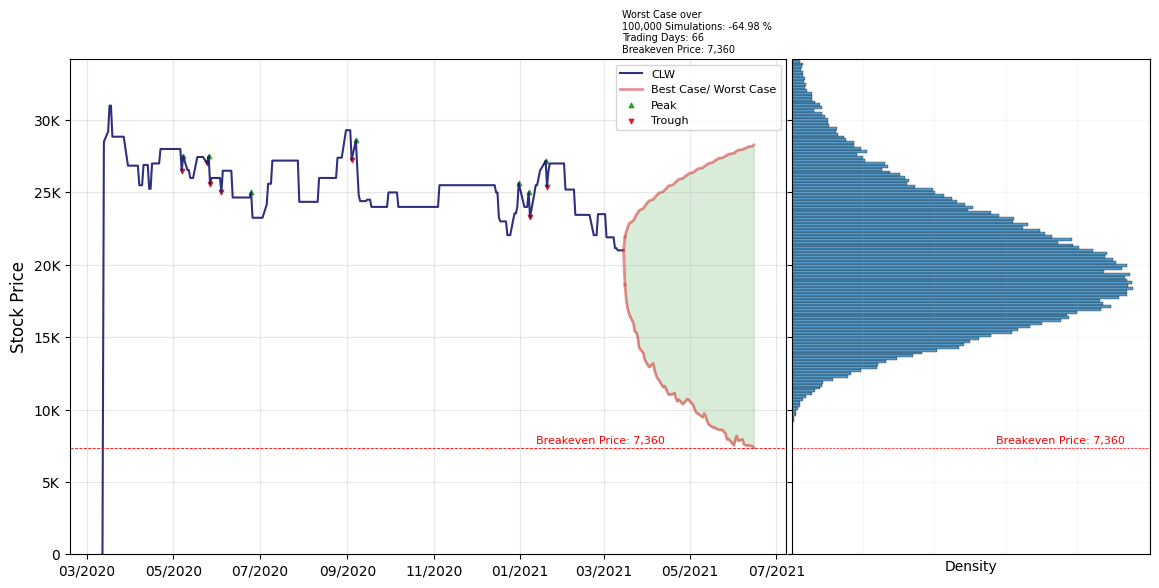 Worst Case over
100,000 Simulations: -64.98 %
Trading Days: 66
Breakeven Price: 7,360
CLW
Best Case/ Worst Case
Peak
Trough
Stock Price
30K
25K
20K
15K
10K
5K
0
Breakeven Price: 7,360
Breakeven Price: 7,360
03/2020 05/2020 07/2020 09/2020 11/2020 01/2021 03/2021 05/2021 07/2021
Density